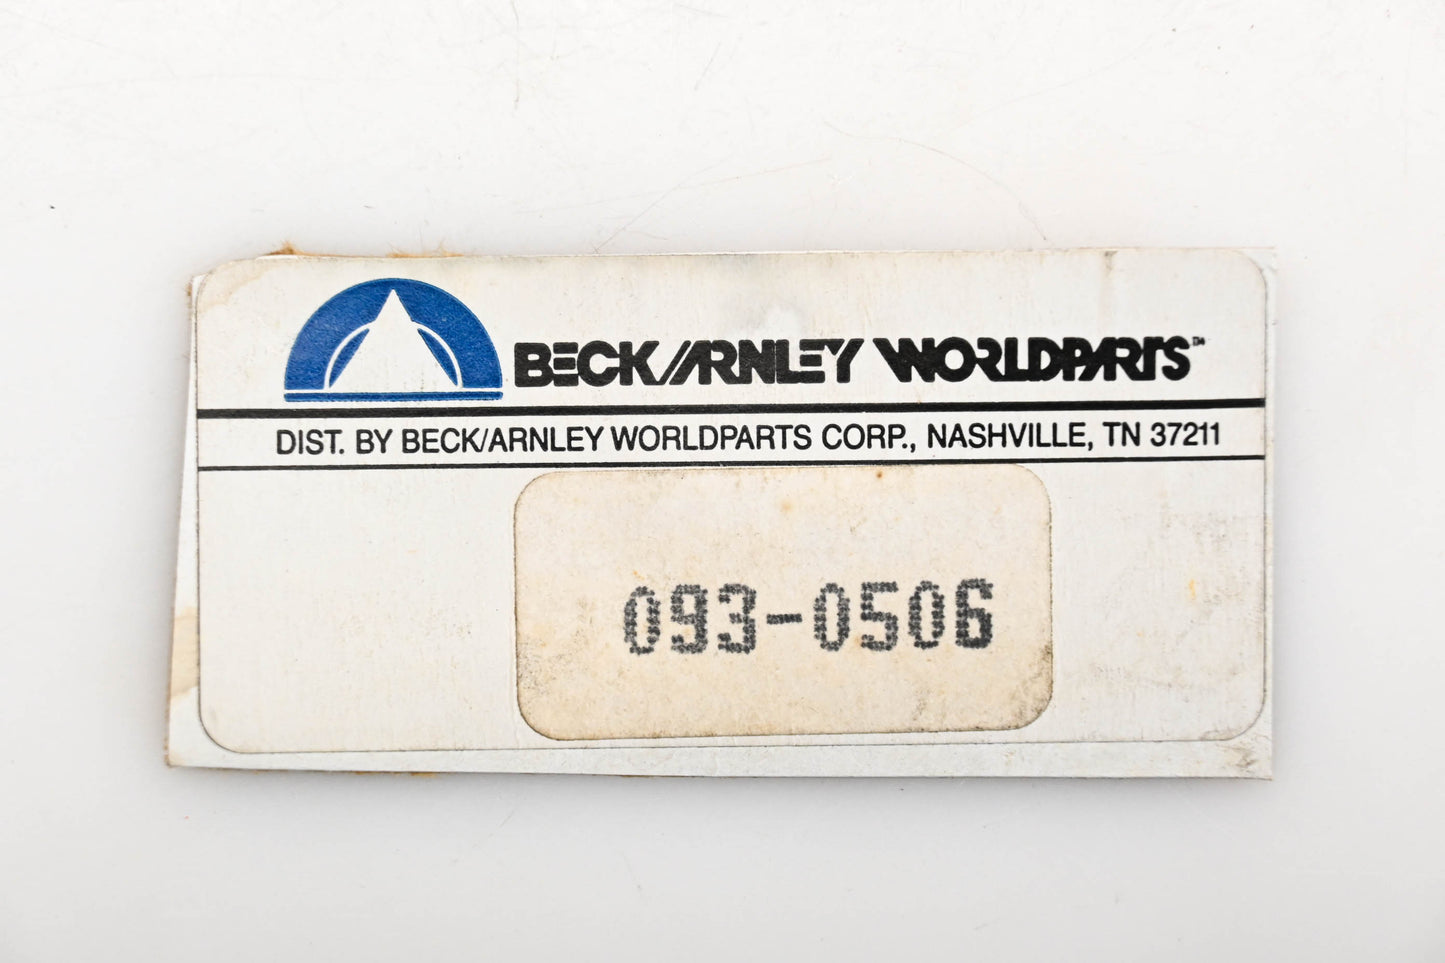 BECK/ARNLEY WORLDPARTS™
DIST. BY BECK/ARNLEY WORLDPARTS CORP., NASHVILLE, TN 37211
093-0506